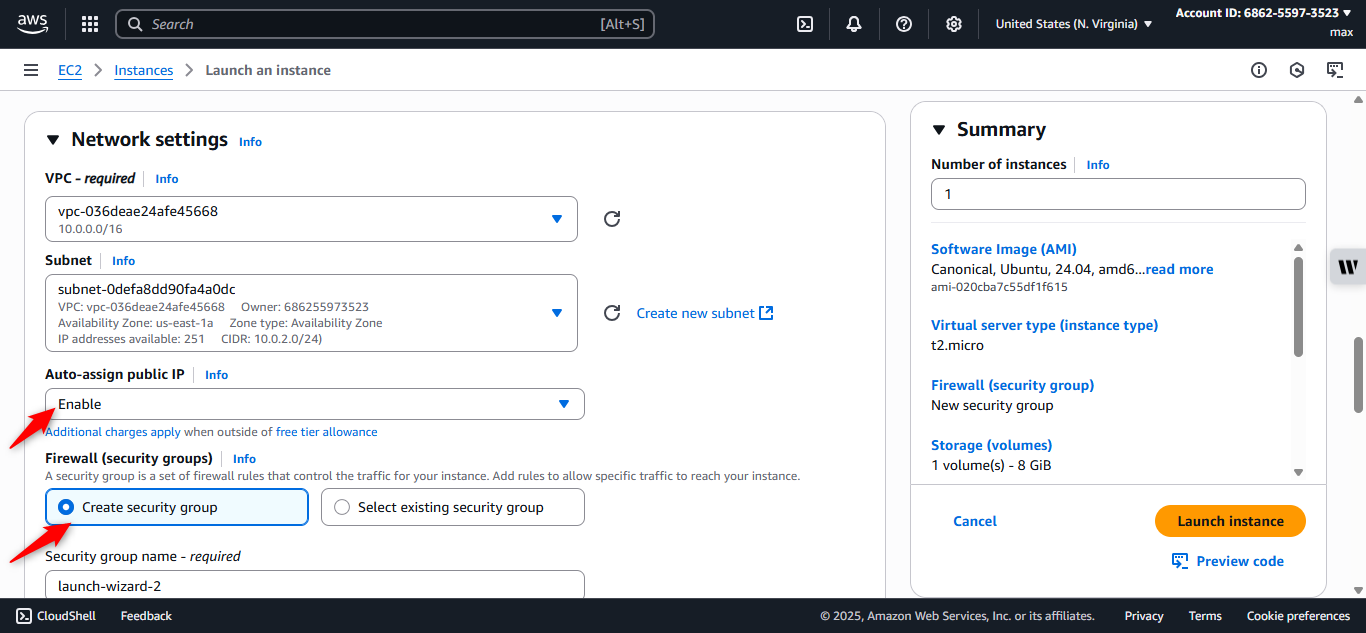 aws
Search
[Alt+S]
United States (N. Virginia)
Account ID: 6862-5597-3523
max
EC2
Instances
Launch an instance
Network settings
Info
VPC - required
Info
vpc-036deae24afe45668
10.0.0.0/16
Subnet
Info
subnet-0defa8dd90fa4a0dc
VPC: vpc-036deae24afe45668 Owner: 686255973523
Availability Zone: us-east-1a Zone type: Availability Zone
IP addresses available: 251 CIDR: 10.0.2.0/24)
Create new subnet
Auto-assign public IP
Info
Enable
Additional charges apply when outside of free tier allowance
Firewall (security groups)
Info
A security group is a set of firewall rules that control the traffic for your instance. Add rules to allow specific traffic to reach your instance.
Create security group
Select existing security group
Security group name - required
launch-wizard-2
Summary
Number of instances
Info
1
Software Image (AMI)
Canonical, Ubuntu, 24.04, amd6...read more
ami-020cba7c55df1f615
Virtual server type (instance type)
t2.micro
Firewall (security group)
New security group
Storage (volumes)
1 volume(s) - 8 GiB
Cancel
Launch instance
Preview code
W
CloudShell
Feedback
© 2025, Amazon Web Services, Inc. or its affiliates.
Privacy
Terms
Cookie preferences